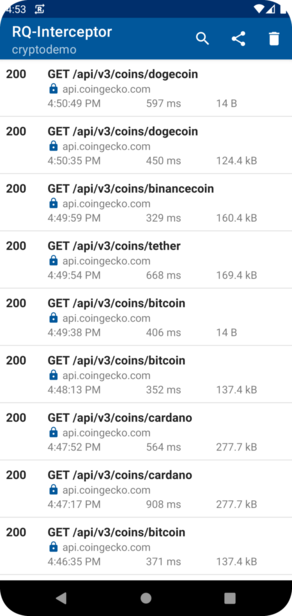 4:53
RQ-Interceptor
cryptodemo
200 GET /api/v3/coins/dogecoin
api.coingecko.com
4:50:49 PM 597 ms 14 B
200 GET /api/v3/coins/dogecoin
api.coingecko.com
4:50:35 PM 450 ms 124.4 kB
200 GET /api/v3/coins/binancecoin
api.coingecko.com
4:49:59 PM 329 ms 160.4 kB
200 GET /api/v3/coins/tether
api.coingecko.com
4:49:54 PM 668 ms 169.4 kB
200 GET /api/v3/coins/bitcoin
api.coingecko.com
4:49:38 PM 406 ms 14 B
200 GET /api/v3/coins/bitcoin
api.coingecko.com
4:48:13 PM 352 ms 137.4 kB
200 GET /api/v3/coins/cardano
api.coingecko.com
4:47:52 PM 564 ms 277.7 kB
200 GET /api/v3/coins/cardano
api.coingecko.com
4:47:17 PM 908 ms 277.7 kB
200 GET /api/v3/coins/bitcoin
api.coingecko.com
4:46:35 PM 371 ms 137.4 kB